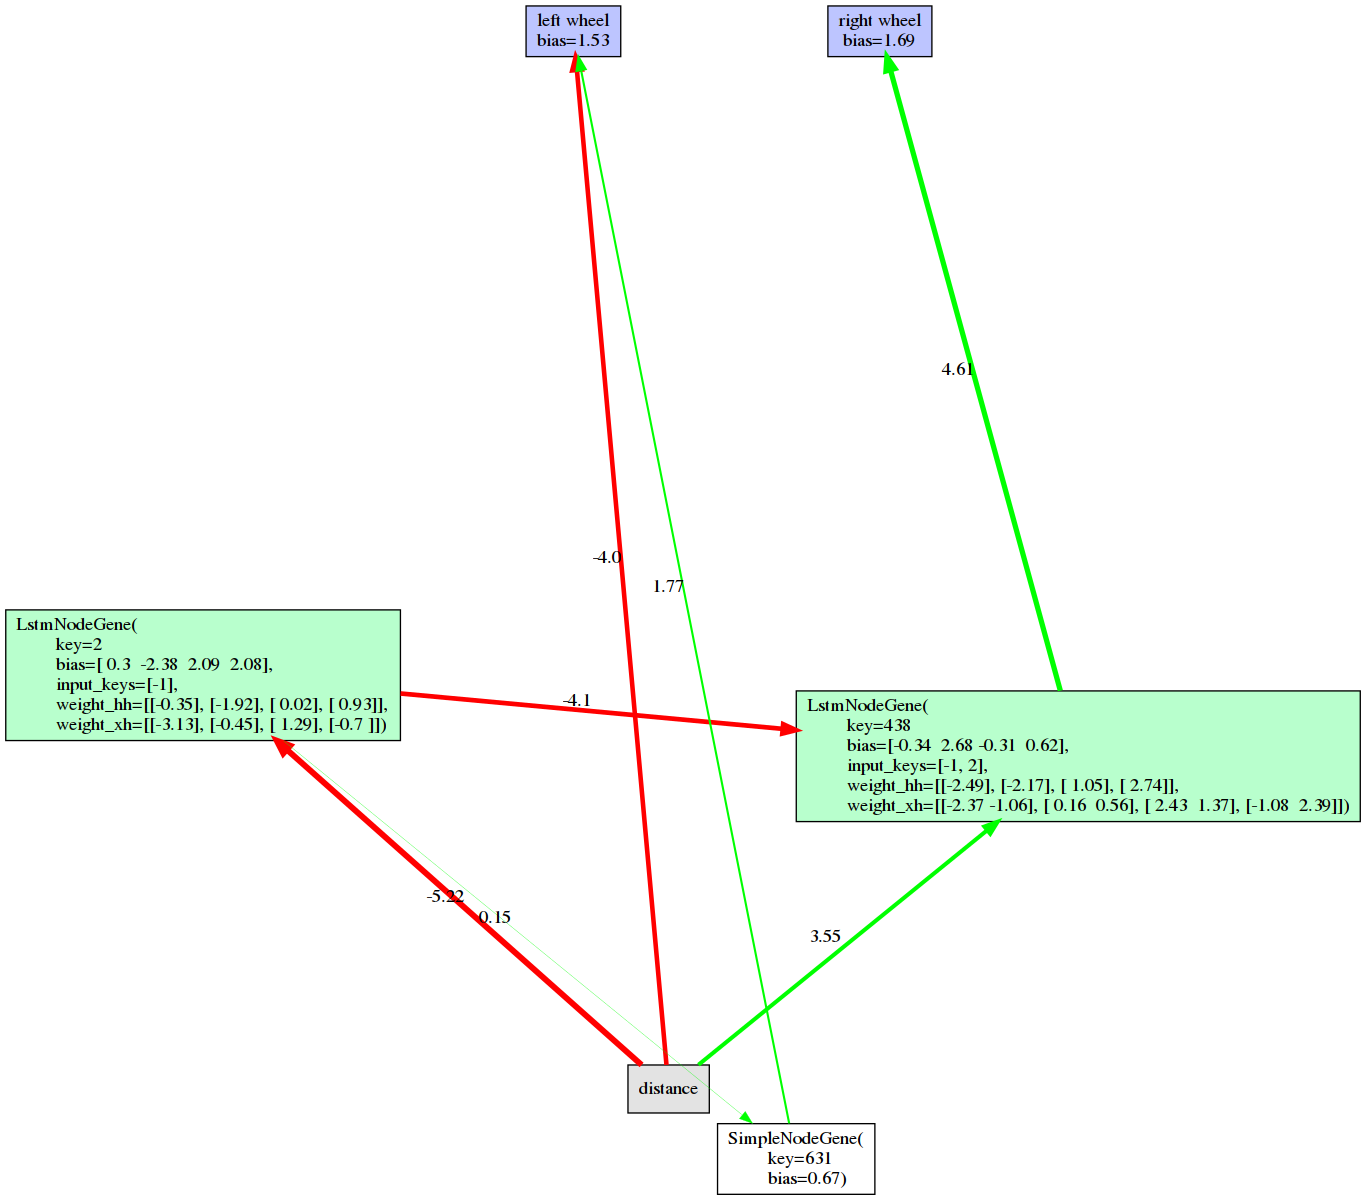 left wheel
bias=1.53
right wheel
bias=1.69
4.61
-4.0
1.77
LstmNodeGene(
key=2
bias=[ 0.3  -2.38  2.09  2.08],
input_keys=[-1],
weight_hh=[[-0.35], [-1.92], [ 0.02], [ 0.93]],
weight_xh=[[-3.13], [-0.45], [ 1.29], [-0.7 ]])
-4.1
LstmNodeGene(
key=438
bias=[-0.34  2.68 -0.31  0.62],
input_keys=[-1, 2],
weight_hh=[[-2.49], [-2.17], [ 1.05], [ 2.74]],
weight_xh=[[-2.37 -1.06], [ 0.16  0.56], [ 2.43  1.37], [-1.08  2.39]])
-5.22
0.15
3.55
distance
SimpleNodeGene(
key=631
bias=0.67)